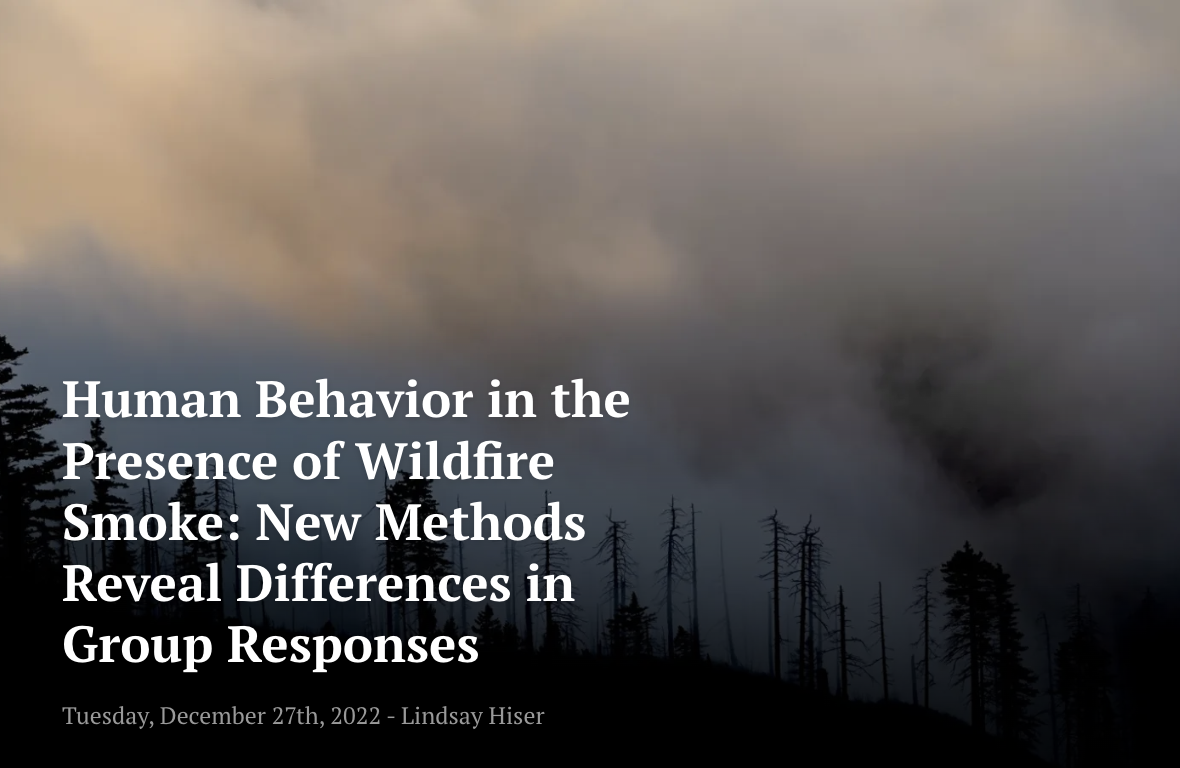 Human Behavior in the
Presence of Wildfire
Smoke: New Methods
Reveal Differences in
Group Responses
Tuesday, December 27th, 2022 - Lindsay Hiser